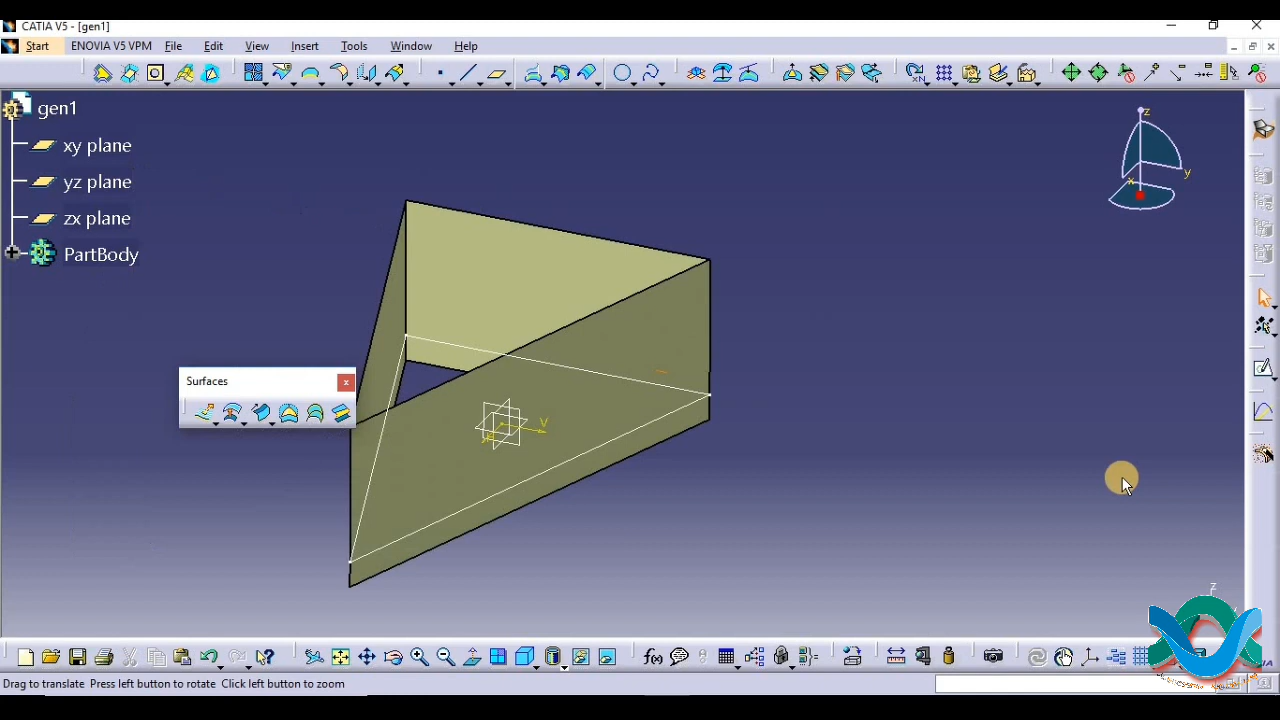 CATIA V5 - [gen1]
Start ENOVIA V5 VPM File Edit View Insert Tools Window Help
gen1
xy plane
yz plane
zx plane
PartBody
Surfaces
z
y
x
V
z
Drag to translate Press left button to rotate Click left button to zoom